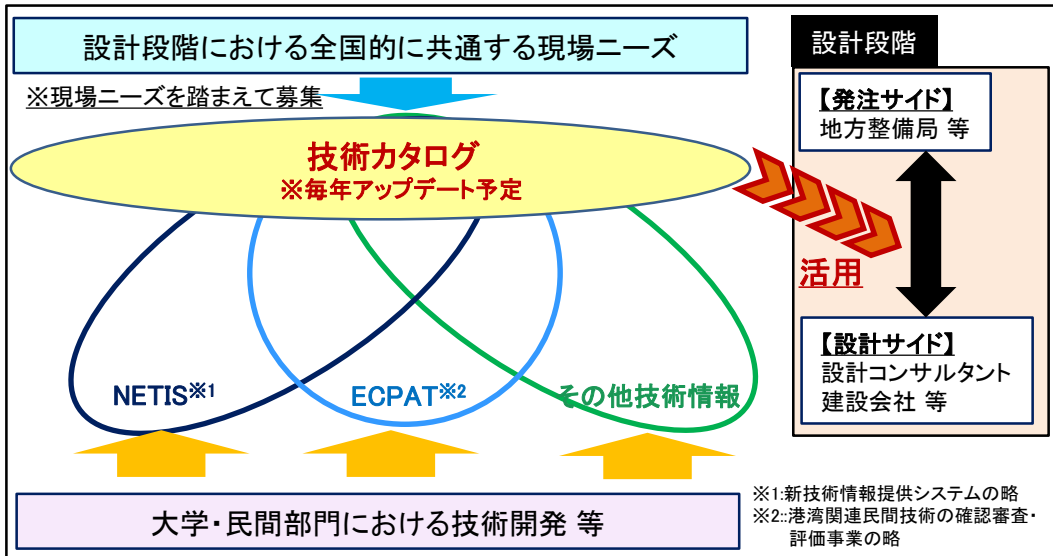 設計段階における全国的に共通する現場ニーズ
※現場ニーズを踏まえて募集
技術カタログ
※毎年アップデート予定
NETIS※1
ECPAT※2
その他技術情報
大学・民間部門における技術開発 等
設計段階
【発注サイド】
地方整備局 等
活用
【設計サイド】
設計コンサルタント
建設会社 等
※1:新技術情報提供システムの略
※2::港湾関連民間技術の確認審査・
評価事業の略